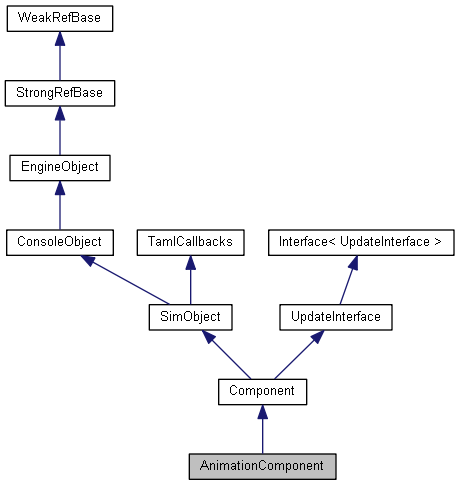 WeakRefBase
StrongRefBase
EngineObject
ConsoleObject
TamlCallbacks
Interface< UpdateInterface >
SimObject
UpdateInterface
Component
AnimationComponent